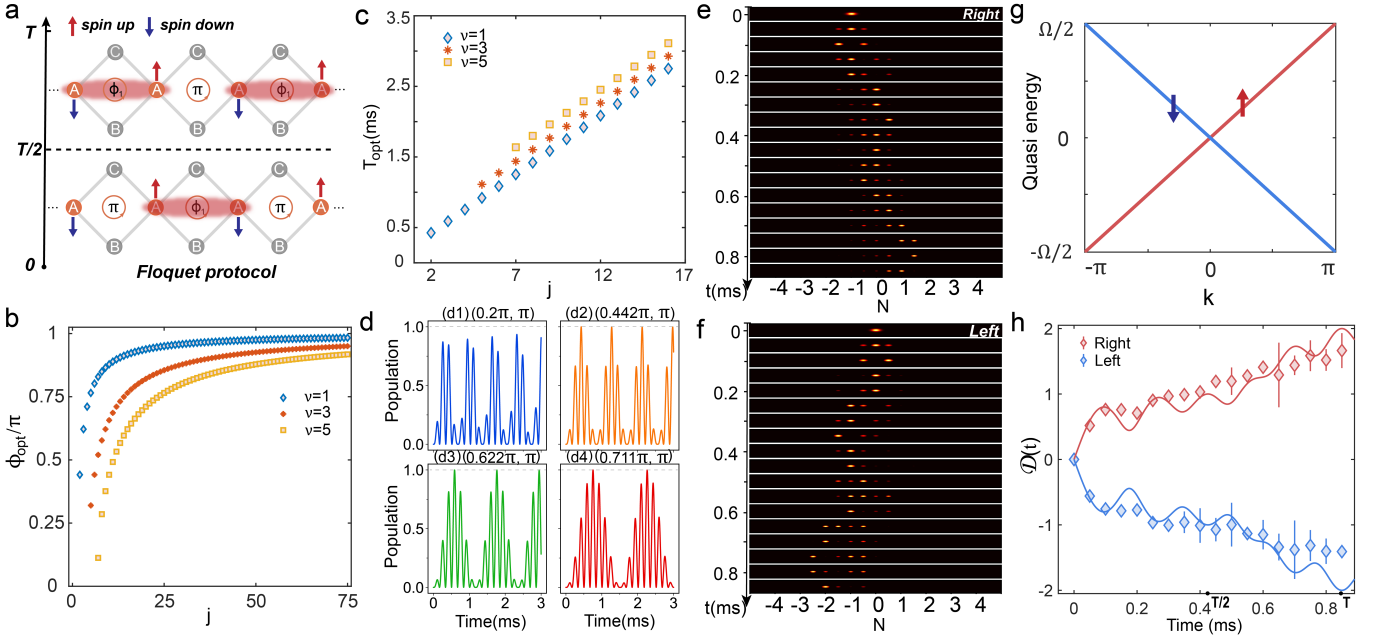 a
T
spin up
spin down
C C C
A ϕ₁ A π A ϕ₁ A ...
B B B
T/2
C C C
A π A ϕ₁ A π A ...
B B B
0
Floquet protocol
b
ϕopt/π
1
0.75
0.5
0.25
0
ν=1
ν=3
ν=5
0 25 50 75
j
c
Topt(ms)
3.5
2.5
1.5
0.5
0
ν=1
ν=3
ν=5
2 7 12 17
j
d
(d1)(0.2π, π)
(d2)(0.442π, π)
Population
1.0
0.5
0.0
(d3)(0.622π, π)
(d4)(0.711π, π)
Population
1.0
0.5
0.0
0 1 2 3
0 1 2 3
Time(ms)
Time(ms)
e
Right
0
0.2
0.4
0.6
0.8
t(ms)
-4 -3 -2 -1 0 1 2 3 4
N
f
Left
0
0.2
0.4
0.6
0.8
t(ms)
-4 -3 -2 -1 0 1 2 3 4
N
g
Quasi energy
Ω/2
0
-Ω/2
-π 0 π
k
h
𝒟(t)
2
1
0
-1
-2
Right
Left
T/2
T
0 0.2 0.4 0.6 0.8
Time (ms)